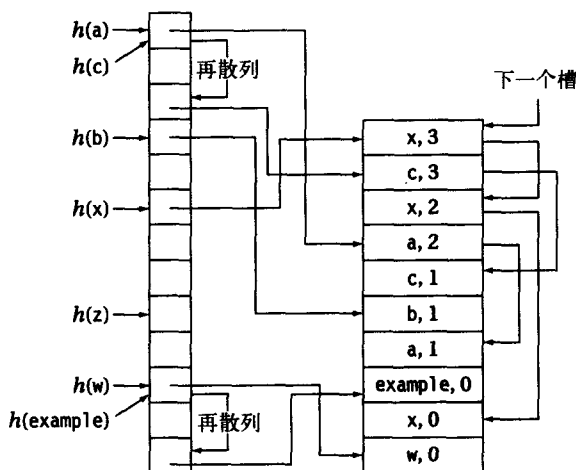 h(a)
h(c)
再散列
下一个槽
h(b)
x, 3
c, 3
h(x)
x, 2
a, 2
c, 1
h(z)
b, 1
a, 1
h(w)
example, 0
h(example)
再散列
x, 0
w, 0